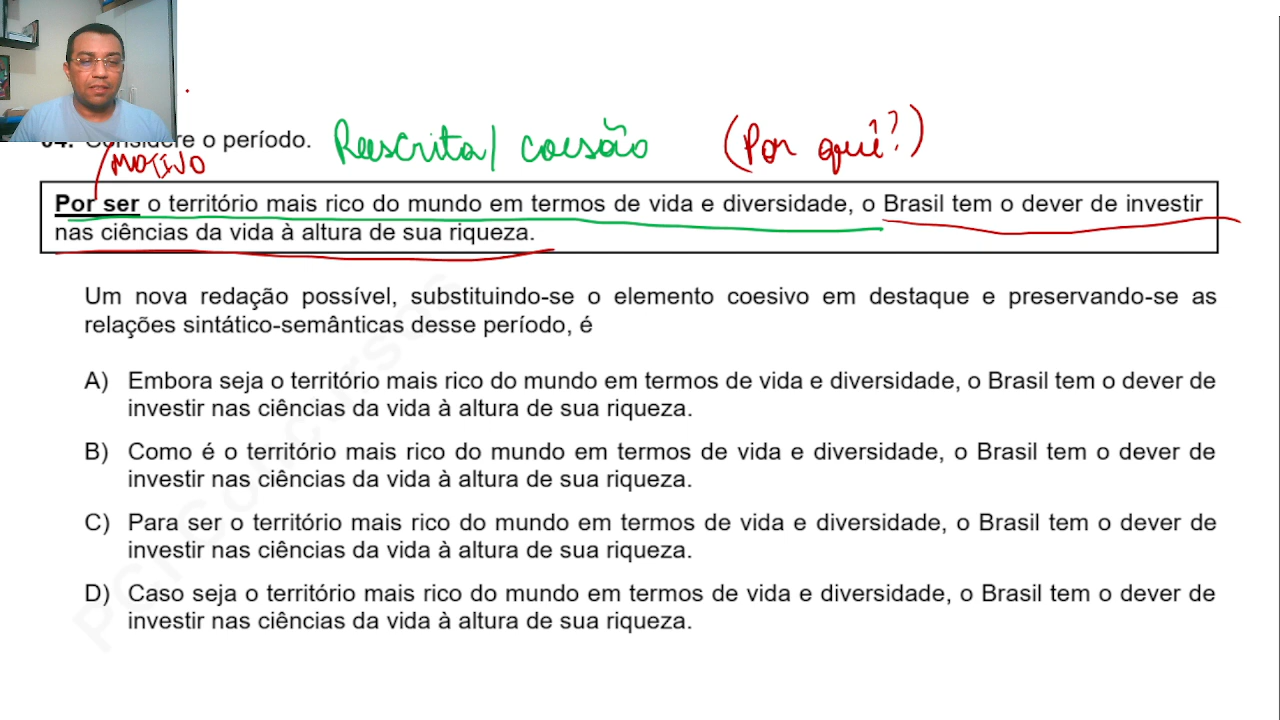 04. Considere o período. Reescrita/ coesão (Por quê?)
MOTIVO
Por ser o território mais rico do mundo em termos de vida e diversidade, o Brasil tem o dever de investir
nas ciências da vida à altura de sua riqueza.
Um nova redação possível, substituindo-se o elemento coesivo em destaque e preservando-se as
relações sintático-semânticas desse período, é
A) Embora seja o território mais rico do mundo em termos de vida e diversidade, o Brasil tem o dever de
investir nas ciências da vida à altura de sua riqueza.
B) Como é o território mais rico do mundo em termos de vida e diversidade, o Brasil tem o dever de
investir nas ciências da vida à altura de sua riqueza.
C) Para ser o território mais rico do mundo em termos de vida e diversidade, o Brasil tem o dever de
investir nas ciências da vida à altura de sua riqueza.
D) Caso seja o território mais rico do mundo em termos de vida e diversidade, o Brasil tem o dever de
investir nas ciências da vida à altura de sua riqueza.